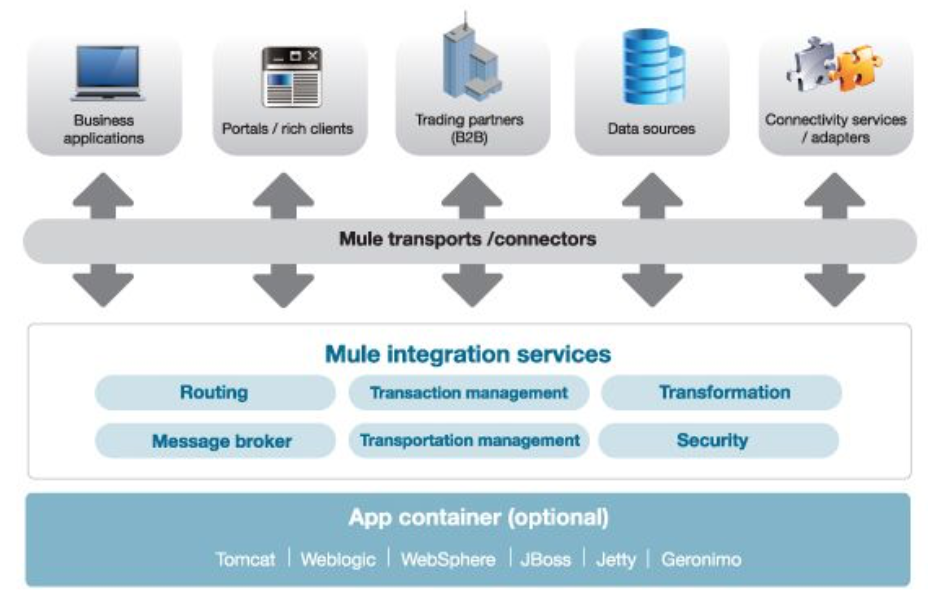 Business
applications
Portals / rich clients
Trading partners
(B2B)
Data sources
Connectivity services
/ adapters
Mule transports /connectors
Mule integration services
Routing
Transaction management
Transformation
Message broker
Transportation management
Security
App container (optional)
Tomcat | Weblogic | WebSphere | JBoss | Jetty | Geronimo